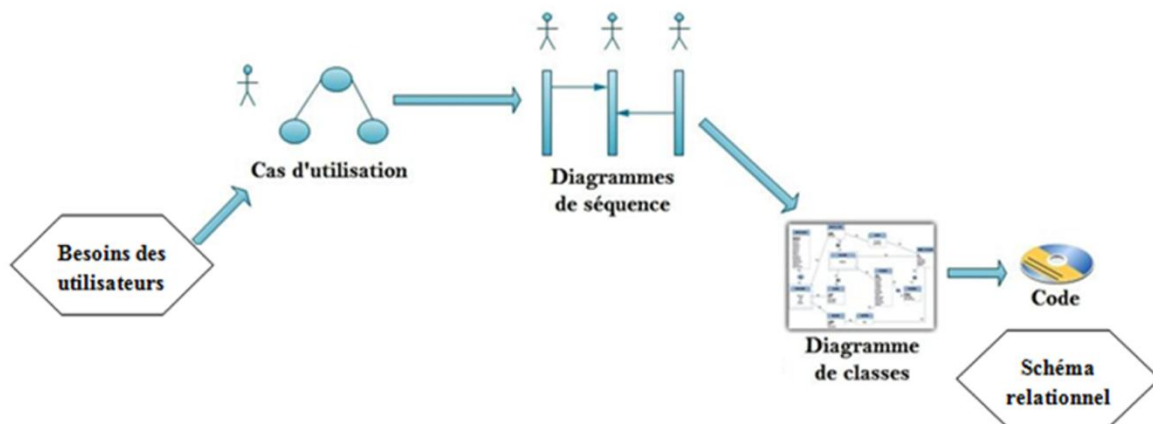 Cas d'utilisation
Diagrammes
de séquence
Besoins des
utilisateurs
Code
Diagramme
de classes
Schéma
relationnel